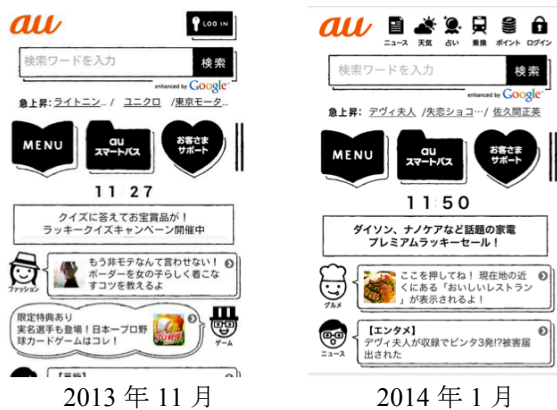 au
LOG IN
検索ワードを入力
検索
enhanced by Google
急上昇:ライトニン... / ユニクロ /東京モータ...
MENU
au
スマートパス
お客さま
サポート
11 27
クイズに答えてお宝賞品が!
ラッキークイズキャンペーン開催中
もう非モテなんて言わせない!
ボーダーを女の子らしく着こな
すコツを教えるよ
ファッション
限定特典あり
実名選手も登場!日本一プロ野
球カードゲームはコレ!
ゲーム
2013 年 11 月
au
ニュース 天気 占い 乗換 ポイント ログイン
検索ワードを入力
検索
enhanced by Google
急上昇: デヴィ夫人 /失恋ショコ…/ 佐久間正英
MENU
au
スマートパス
お客さま
サポート
11:50
ダイソン、ナノケアなど話題の家電
プレミアムラッキーセール!
ここを押してね! 現在地の近
くにある「おいしいレストラン
」が表示されるよ!
グルメ
【エンタメ】
デヴィ夫人が収録でビンタ3発!?被害届
出された
ニュース
2014 年 1 月